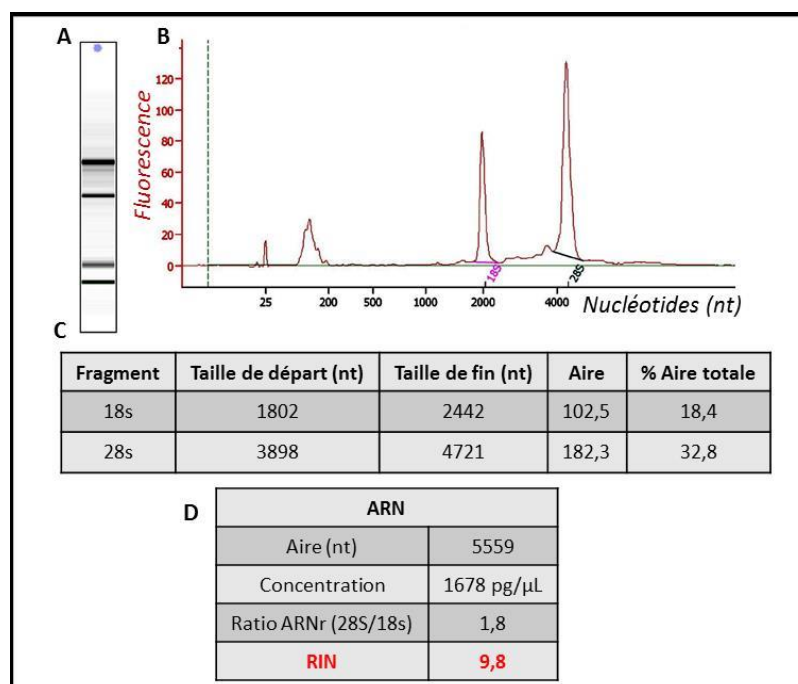 A
B
Fluorescence
120
100
80
60
40
20
0
18S
28S
25 200 500 1000 2000 4000 Nucléotides (nt)
C
Fragment Taille de départ (nt) Taille de fin (nt) Aire % Aire totale
18s 1802 2442 102,5 18,4
28s 3898 4721 182,3 32,8
D
ARN
Aire (nt) 5559
Concentration 1678 pg/µL
Ratio ARNr (28S/18s) 1,8
RIN 9,8